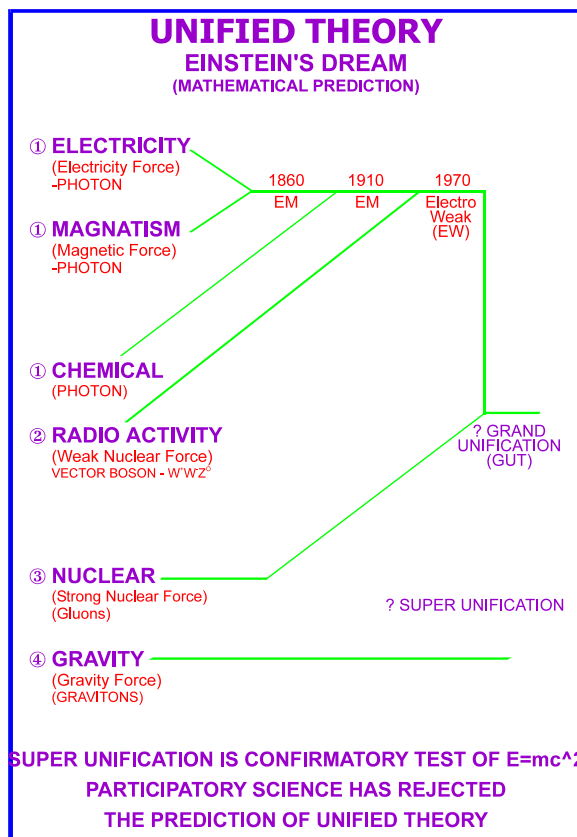 UNIFIED THEORY
EINSTEIN'S DREAM
(MATHEMATICAL PREDICTION)
① ELECTRICITY
(Electricity Force)
-PHOTON
1860
EM
1910
EM
1970
Electro
Weak
(EW)
① MAGNATISM
(Magnetic Force)
-PHOTON
① CHEMICAL
(PHOTON)
② RADIO ACTIVITY
(Weak Nuclear Force)
VECTOR BOSON - W⁺W⁻Z⁰
? GRAND
UNIFICATION
(GUT)
③ NUCLEAR
(Strong Nuclear Force)
(Gluons)
? SUPER UNIFICATION
④ GRAVITY
(Gravity Force)
(GRAVITONS)
SUPER UNIFICATION IS CONFIRMATORY TEST OF E=mc^2
PARTICIPATORY SCIENCE HAS REJECTED
THE PREDICTION OF UNIFIED THEORY